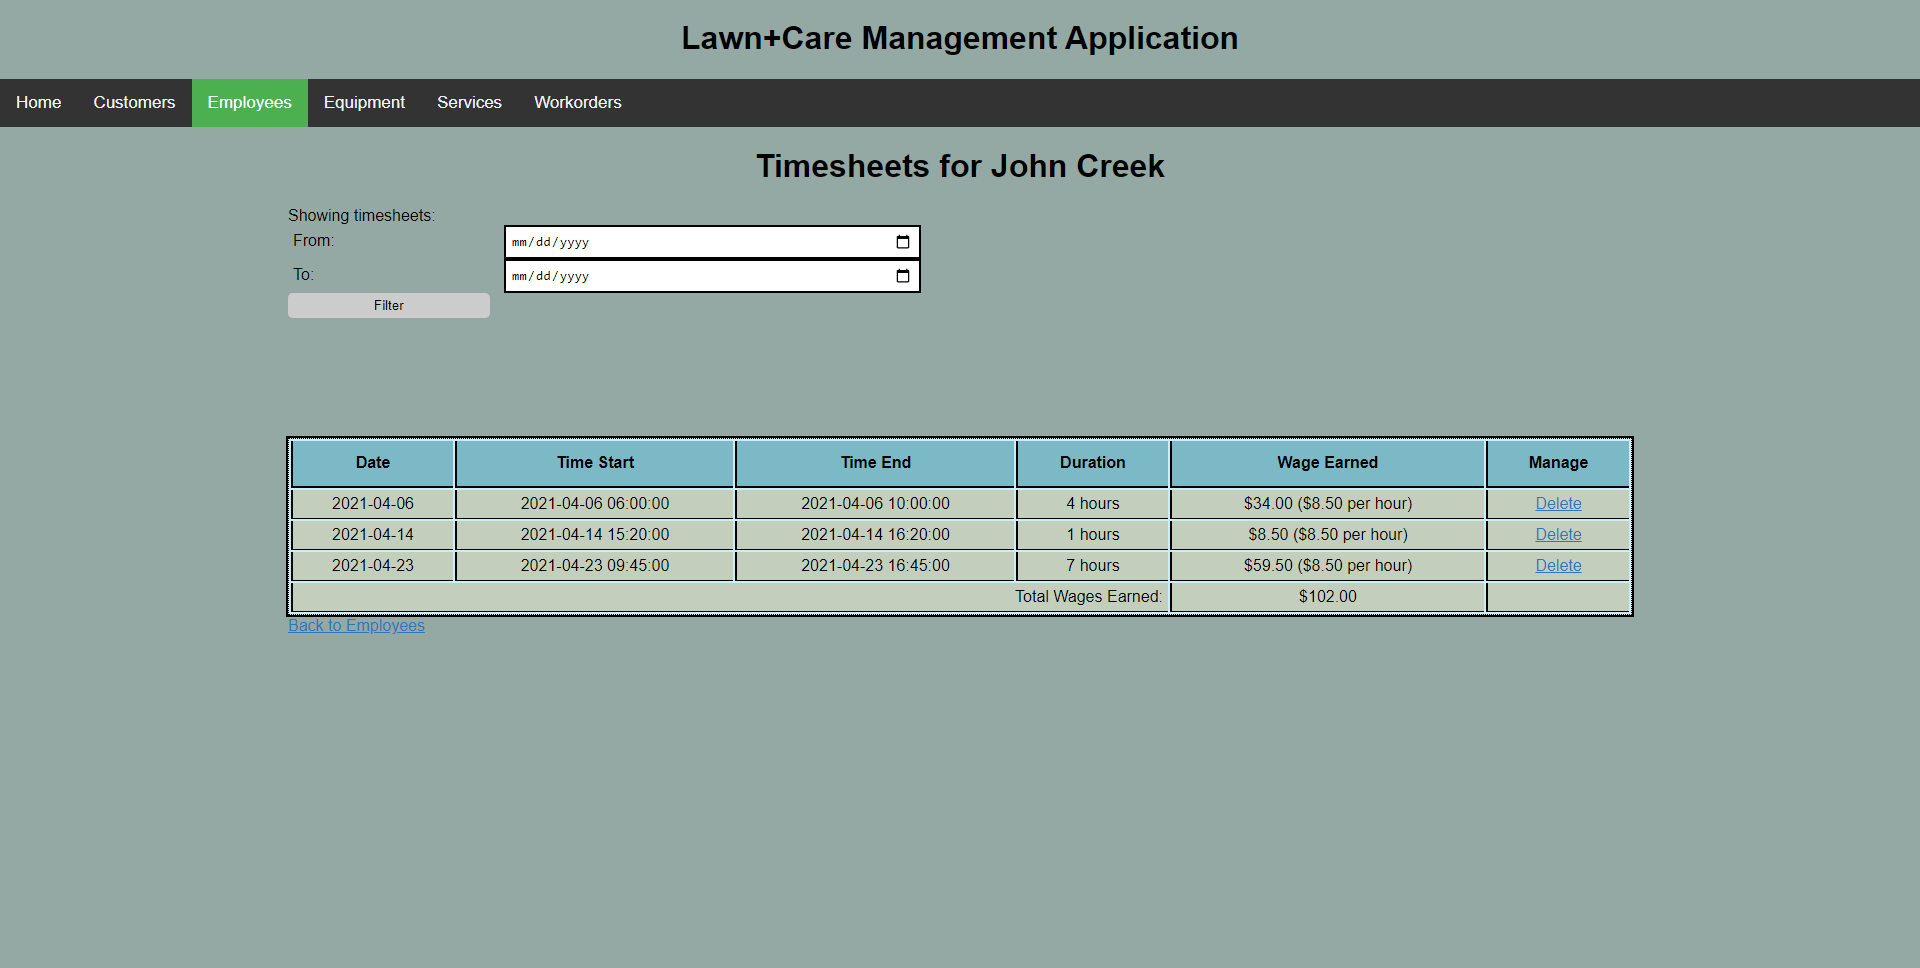 Lawn+Care Management Application
Home Customers Employees Equipment Services Workorders
Timesheets for John Creek
Showing timesheets:
From: mm/dd/yyyy
To: mm/dd/yyyy
Filter
Date Time Start Time End Duration Wage Earned Manage
2021-04-06 2021-04-06 06:00:00 2021-04-06 10:00:00 4 hours $34.00 ($8.50 per hour) Delete
2021-04-14 2021-04-14 15:20:00 2021-04-14 16:20:00 1 hours $8.50 ($8.50 per hour) Delete
2021-04-23 2021-04-23 09:45:00 2021-04-23 16:45:00 7 hours $59.50 ($8.50 per hour) Delete
Total Wages Earned: $102.00
Back to Employees